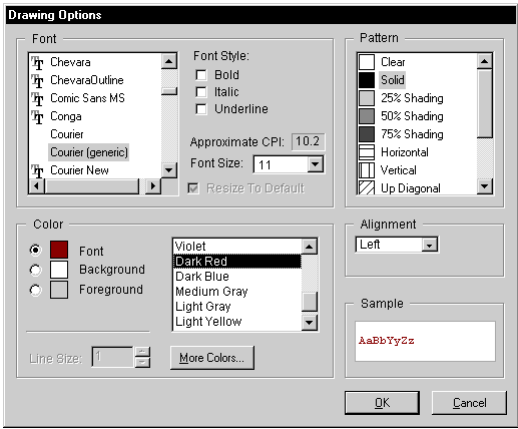 Drawing Options
Font
Chevara
ChevaraOutline
Comic Sans MS
Conga
Courier
Courier (generic)
Courier New
Font Style:
Bold
Italic
Underline
Approximate CPI: 10.2
Font Size: 11
Resize To Default
Pattern
Clear
Solid
25% Shading
50% Shading
75% Shading
Horizontal
Vertical
Up Diagonal
Color
Font
Background
Foreground
Violet
Dark Red
Dark Blue
Medium Gray
Light Gray
Light Yellow
Line Size: 1
More Colors...
Alignment
Left
Sample
AaBbYyZz
OK
Cancel